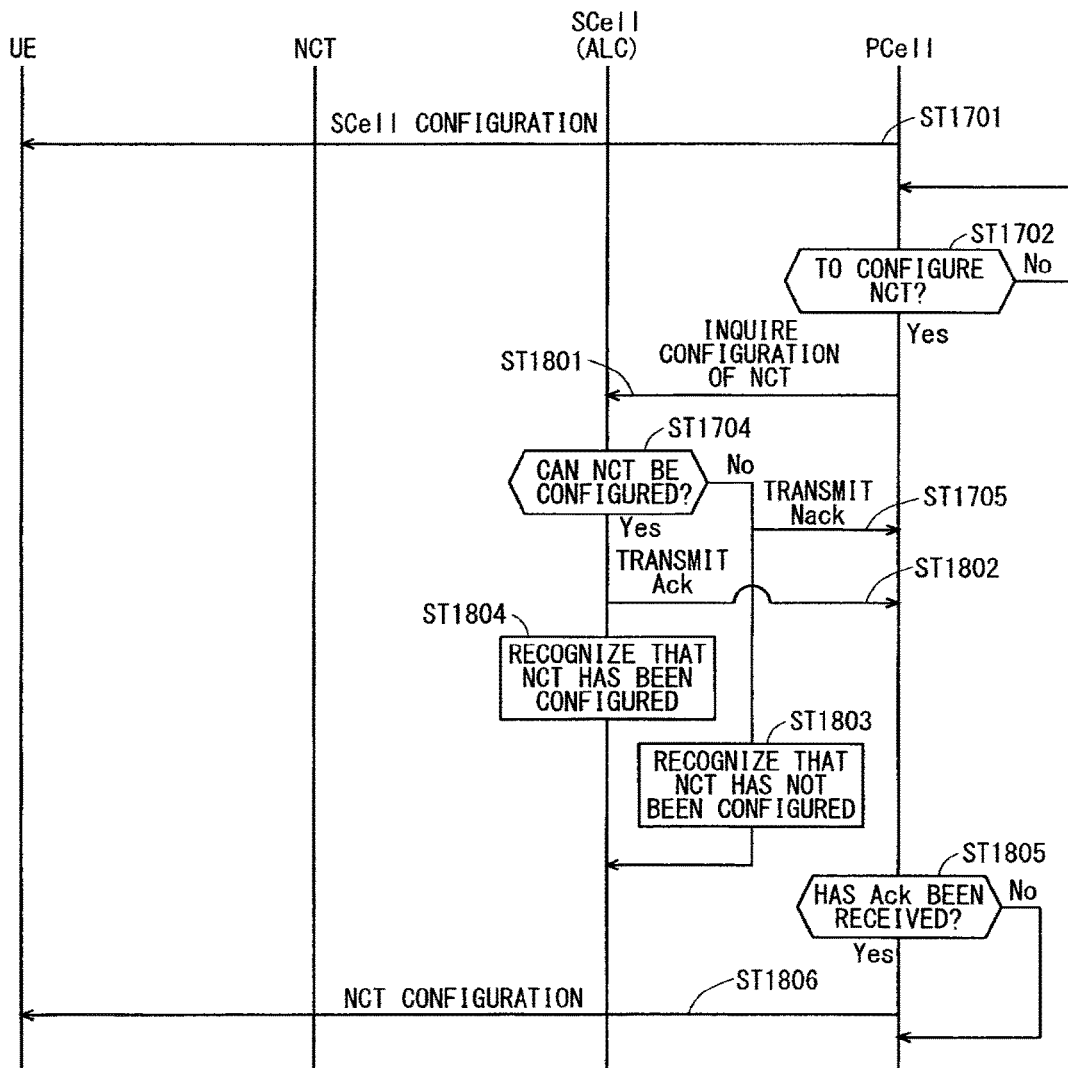 UE
NCT
SCell
(ALC)
PCell
SCell CONFIGURATION
ST1701
ST1702
TO CONFIGURE
NCT?
No
Yes
INQUIRE
CONFIGURATION
OF NCT
ST1801
ST1704
CAN NCT BE
CONFIGURED?
No
Yes
TRANSMIT
Nack
ST1705
TRANSMIT
Ack
ST1802
ST1804
RECOGNIZE THAT
NCT HAS BEEN
CONFIGURED
ST1803
RECOGNIZE THAT
NCT HAS NOT
BEEN CONFIGURED
ST1805
HAS Ack BEEN
RECEIVED?
No
Yes
NCT CONFIGURATION
ST1806